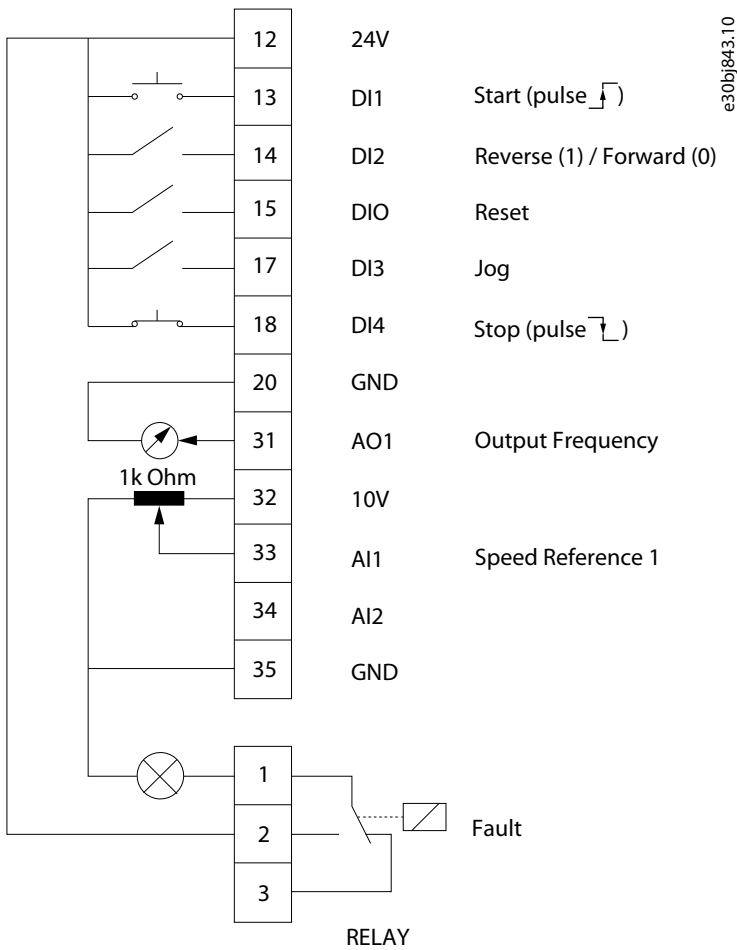 e30bj843.10
12 24V
13 DI1 Start (pulse )
14 DI2 Reverse (1) / Forward (0)
15 DIO Reset
17 DI3 Jog
18 DI4 Stop (pulse )
20 GND
31 AO1 Output Frequency
1k Ohm
32 10V
33 AI1 Speed Reference 1
34 AI2
35 GND
1
2 Fault
3
RELAY